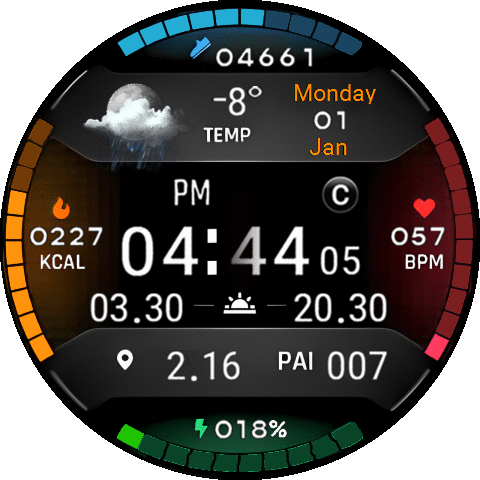 04661
-8°
TEMP
Monday
01
Jan
PM
C
0227
KCAL
04:44 05
057
BPM
03.30
20.30
2.16
PAI 007
018%